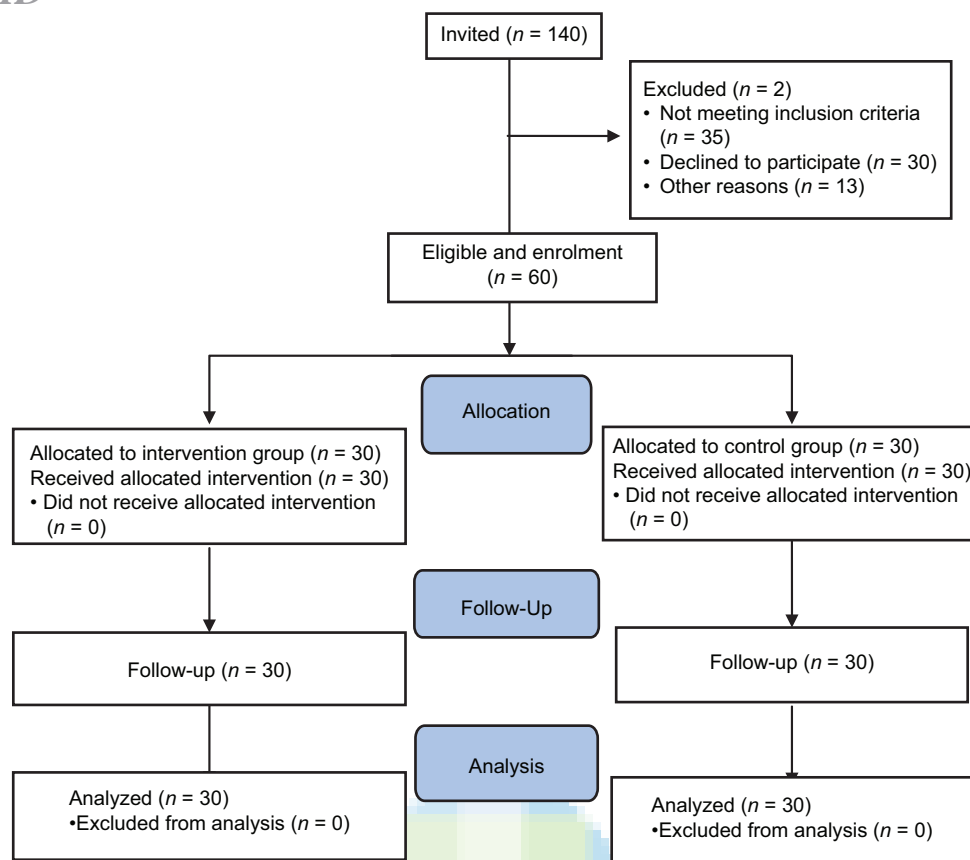 Invited (n = 140)
Excluded (n = 2)
• Not meeting inclusion criteria
(n = 35)
• Declined to participate (n = 30)
• Other reasons (n = 13)
Eligible and enrolment
(n = 60)
Allocation
Allocated to intervention group (n = 30)
Received allocated intervention (n = 30)
• Did not receive allocated intervention
(n = 0)
Allocated to control group (n = 30)
Received allocated intervention (n = 30)
• Did not receive allocated intervention
(n = 0)
Follow-Up
Follow-up (n = 30)
Follow-up (n = 30)
Analysis
Analyzed (n = 30)
•Excluded from analysis (n = 0)
Analyzed (n = 30)
•Excluded from analysis (n = 0)